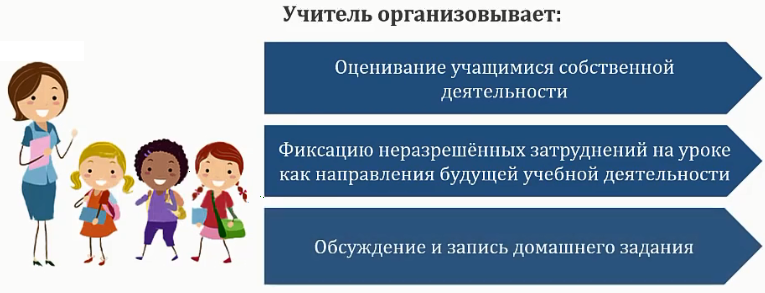 Учитель организовывает:
Оценивание учащимися собственной
деятельности
Фиксацию неразрешённых затруднений на уроке
как направления будущей учебной деятельности
Обсуждение и запись домашнего задания